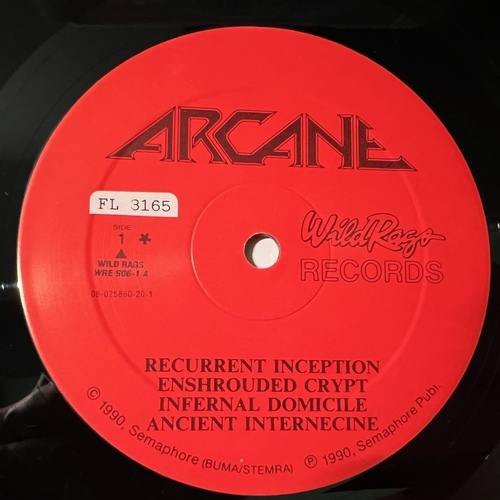 ARCANE
FL 3165
SIDE
1 *
WILD RAGS
WRE 906-1 A
08-025860-20-1
Wild Rags
RECORDS
RECURRENT INCEPTION
ENSHROUDED CRYPT
INFERNAL DOMICILE
ANCIENT INTERNECINE
© 1990, Semaphore (BUMA/STEMRA)
℗ 1990, Semaphore Publ.